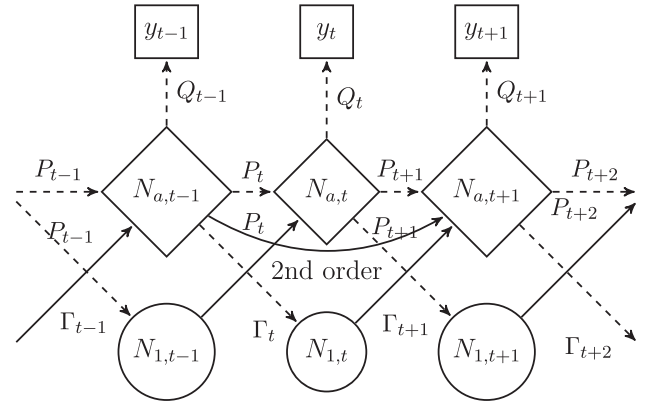 y_{t−1} y_t y_{t+1}
Q_{t−1} Q_t Q_{t+1}
P_{t−1} P_t P_{t+1} P_{t+2}
N_{a,t−1} N_{a,t} N_{a,t+1}
P_{t−1} P_t P_{t+1} P_{t+2}
2nd order
Γ_{t−1} Γ_t Γ_{t+1} Γ_{t+2}
N_{1,t−1} N_{1,t} N_{1,t+1}